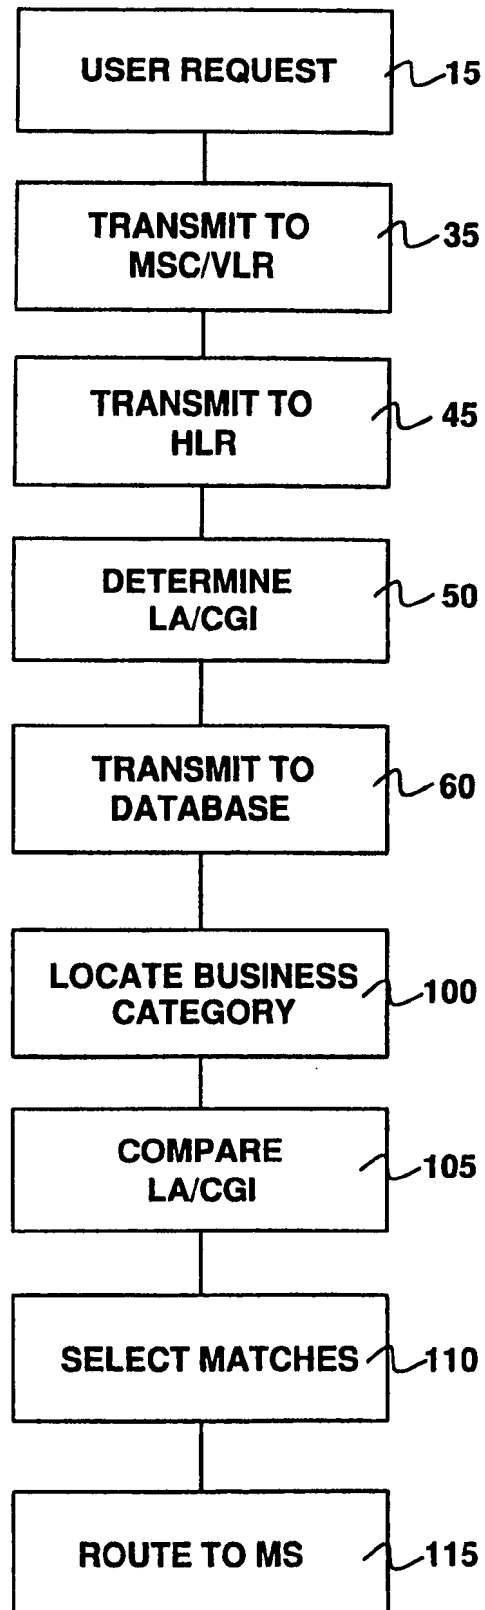 USER REQUEST
15
TRANSMIT TO
MSC/VLR
35
TRANSMIT TO
HLR
45
DETERMINE
LA/CGI
50
TRANSMIT TO
DATABASE
60
LOCATE BUSINESS
CATEGORY
100
COMPARE
LA/CGI
105
SELECT MATCHES
110
ROUTE TO MS
115